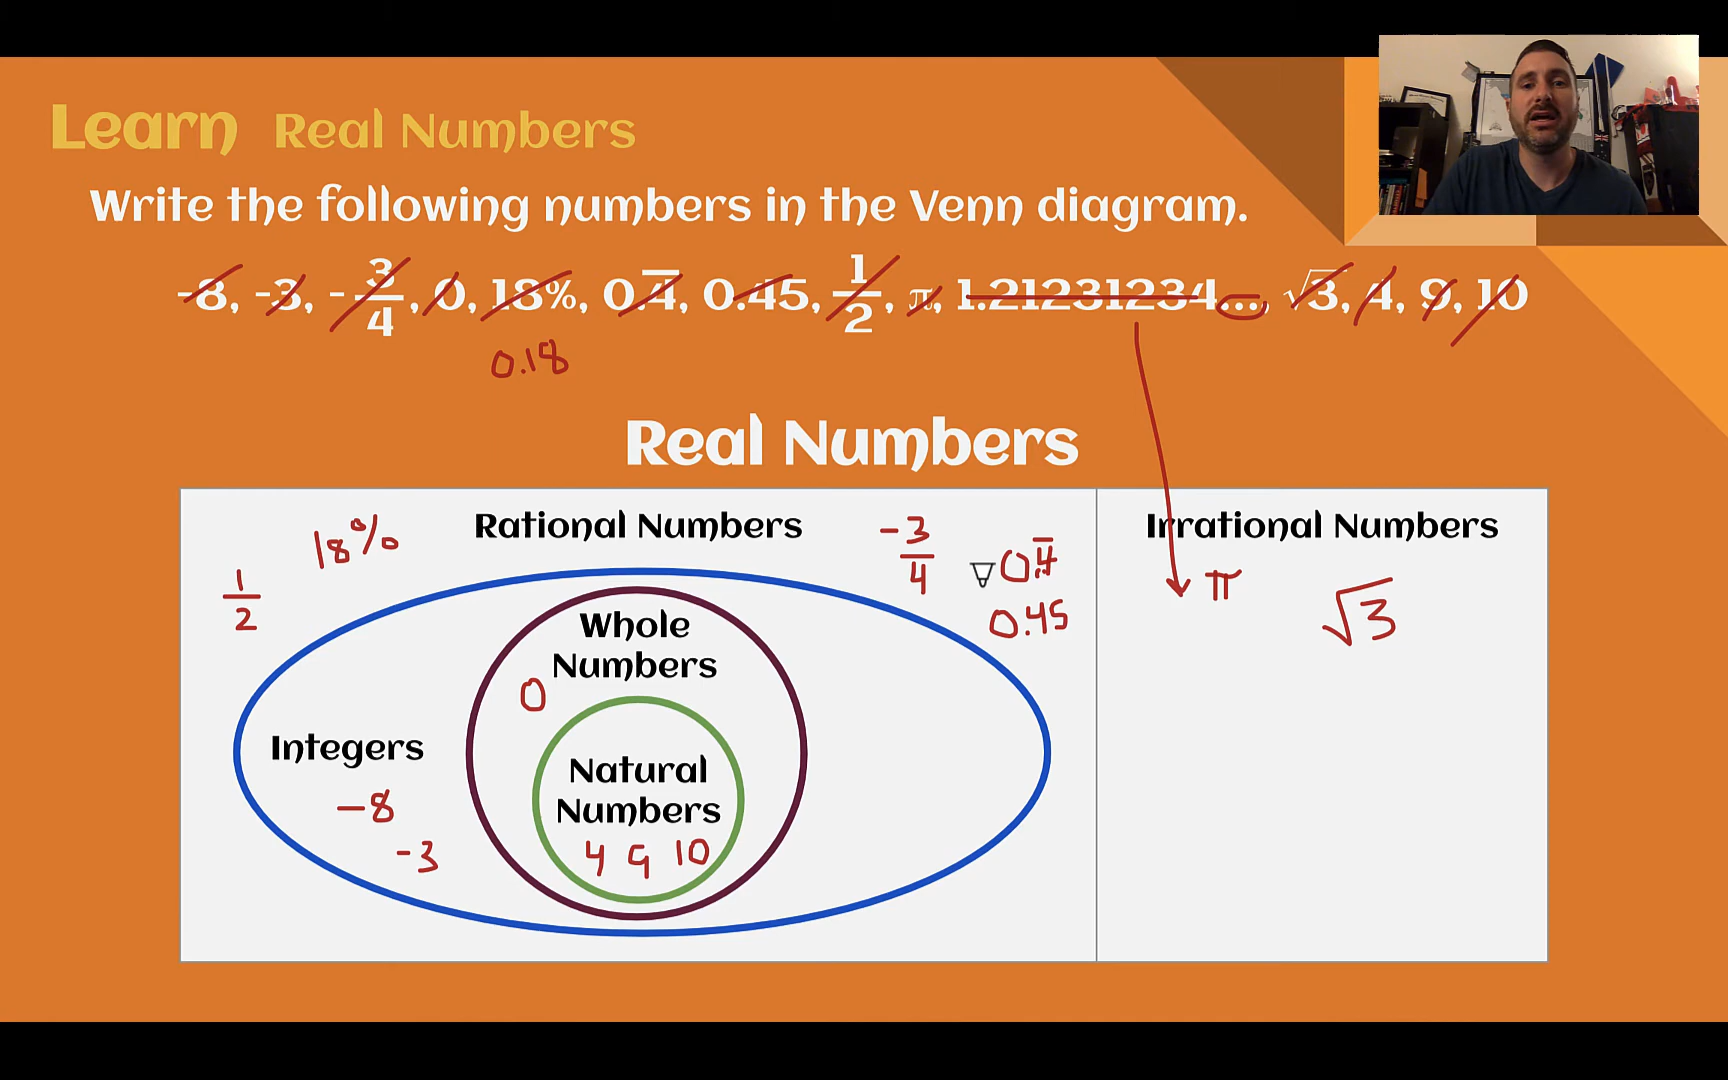 Learn Real Numbers
Write the following numbers in the Venn diagram.
-8, -3, -3/4, 0, 18%, 0.4̅, 0.45, 1/2, π, 1.21231234..., √3, 4, 9, 10
0.18
Real Numbers
Rational Numbers
Irrational Numbers
1/2
18%
-3/4
0.4̅
0.45
π
√3
Whole
Numbers
0
Integers
-8
-3
Natural
Numbers
4 9 10